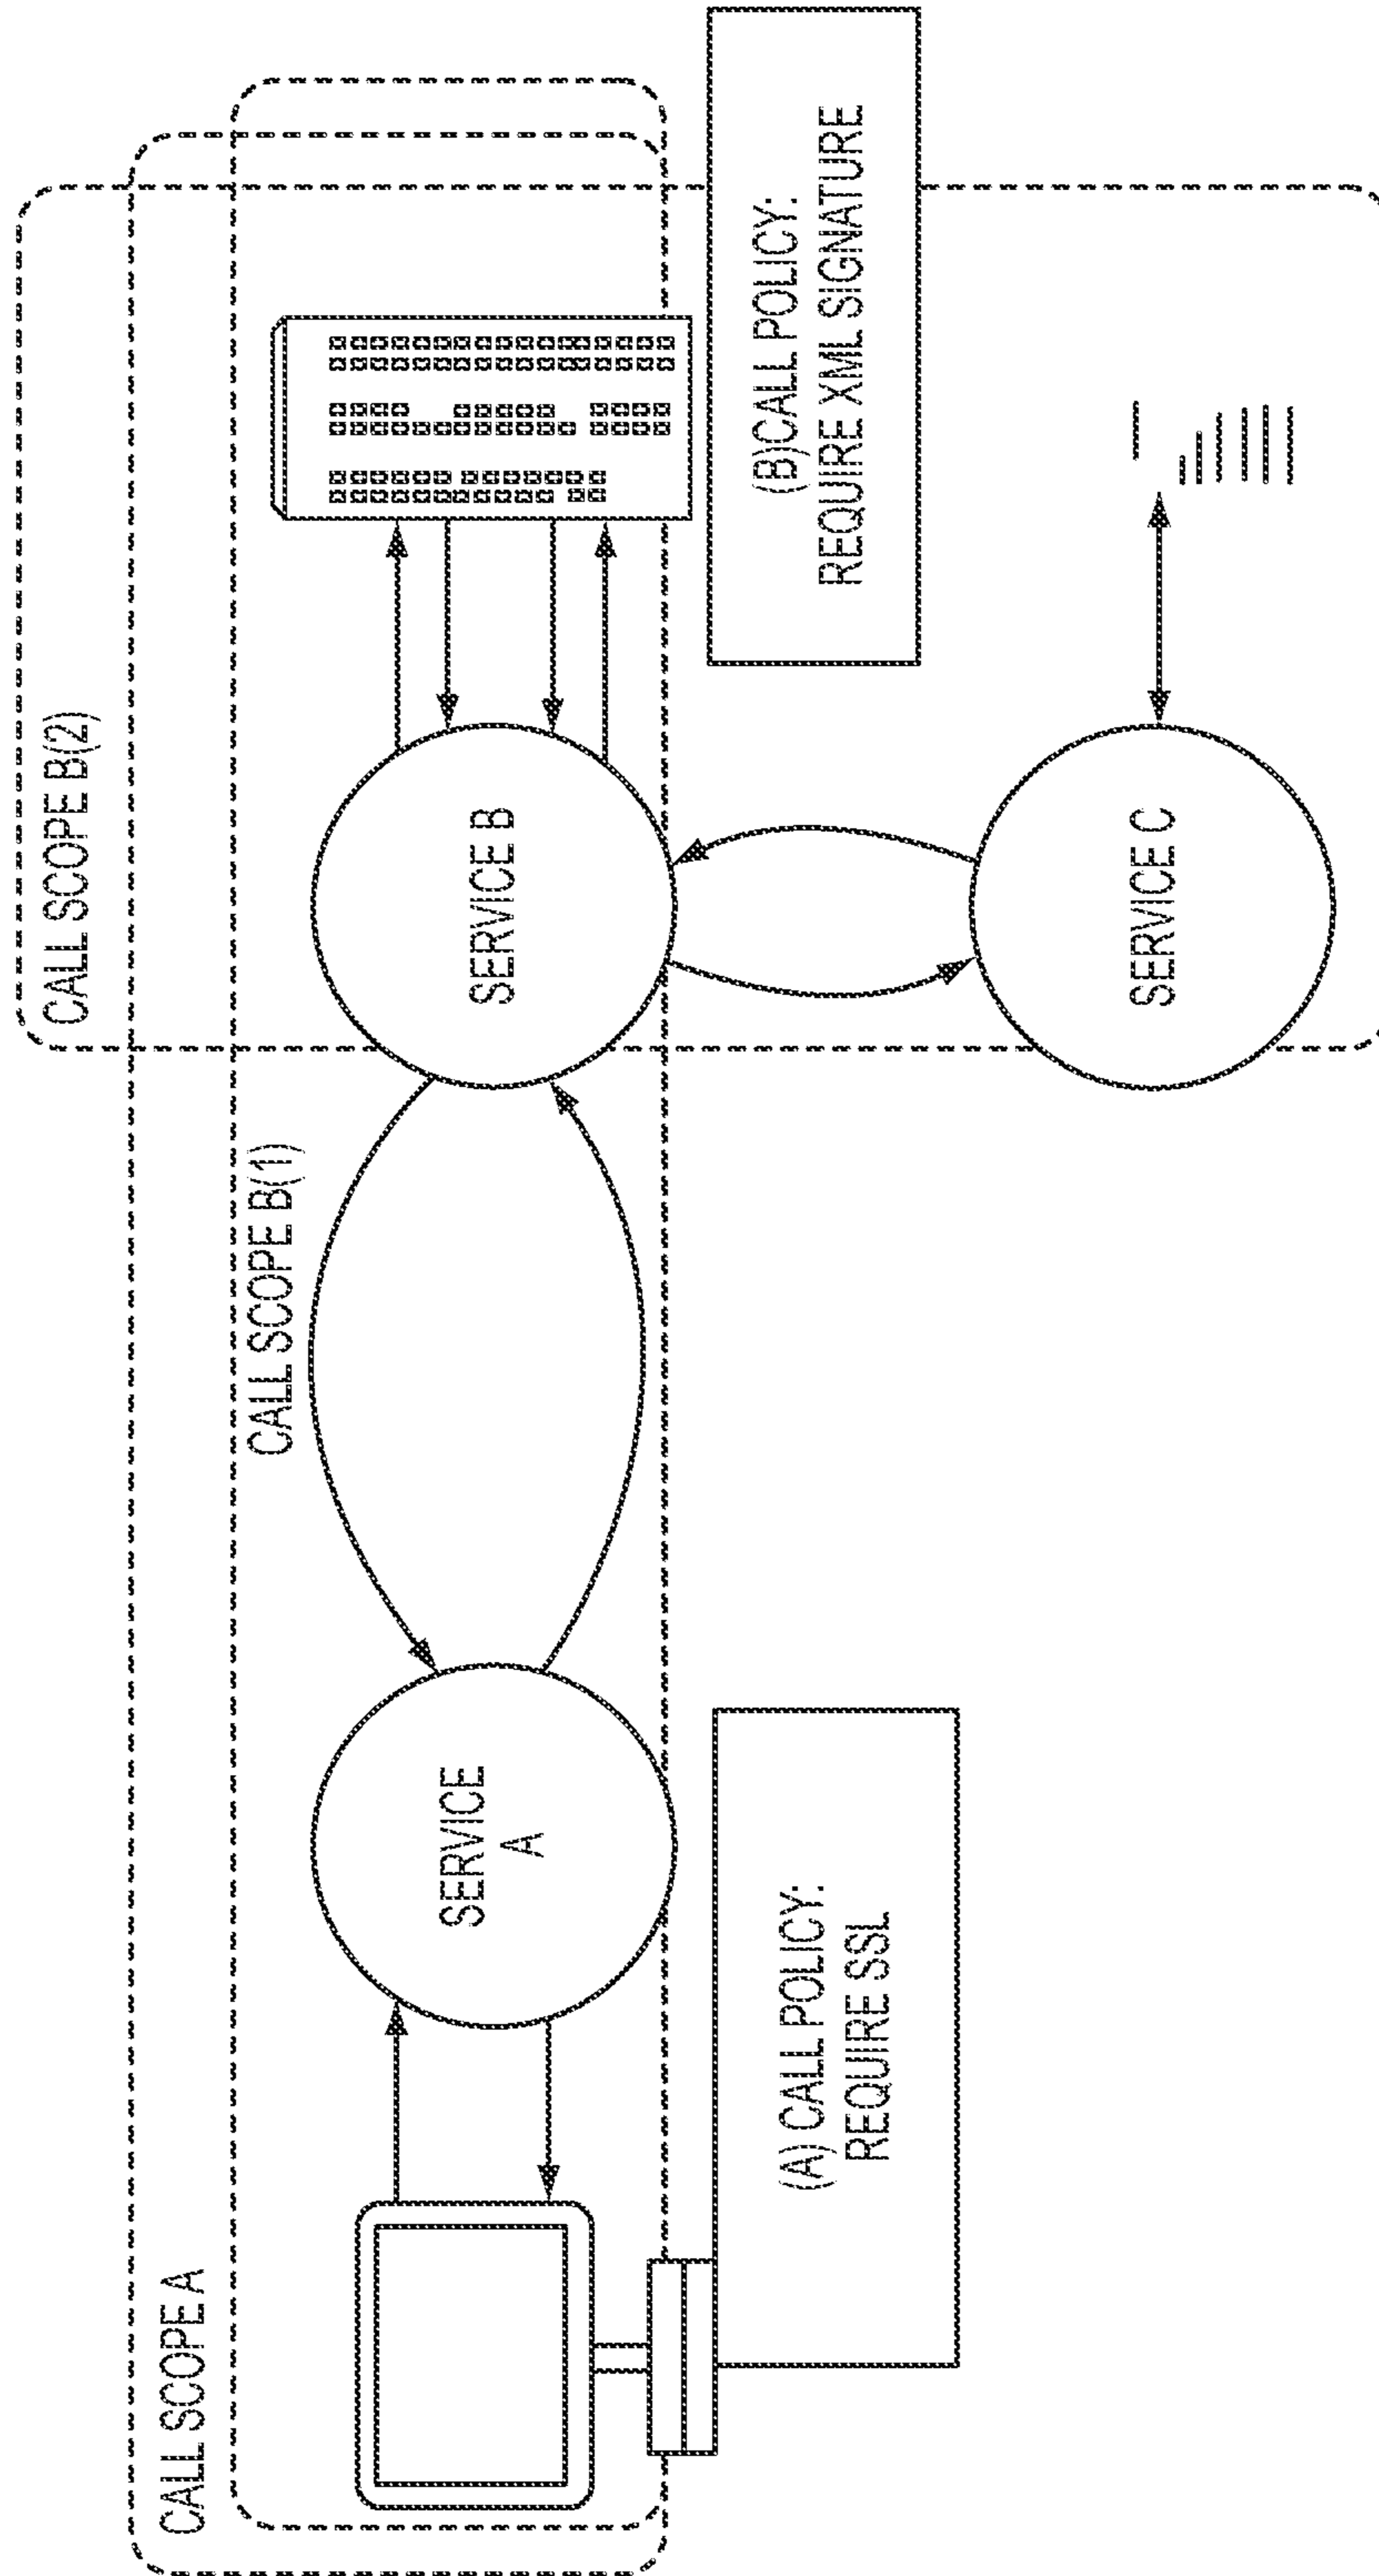 CALL SCOPE B(2)
CALL SCOPE A
CALL SCOPE B(1)
SERVICE
A
SERVICE B
(A) CALL POLICY:
REQUIRE SSL
(B)CALL POLICY:
REQUIRE XML SIGNATURE
SERVICE C